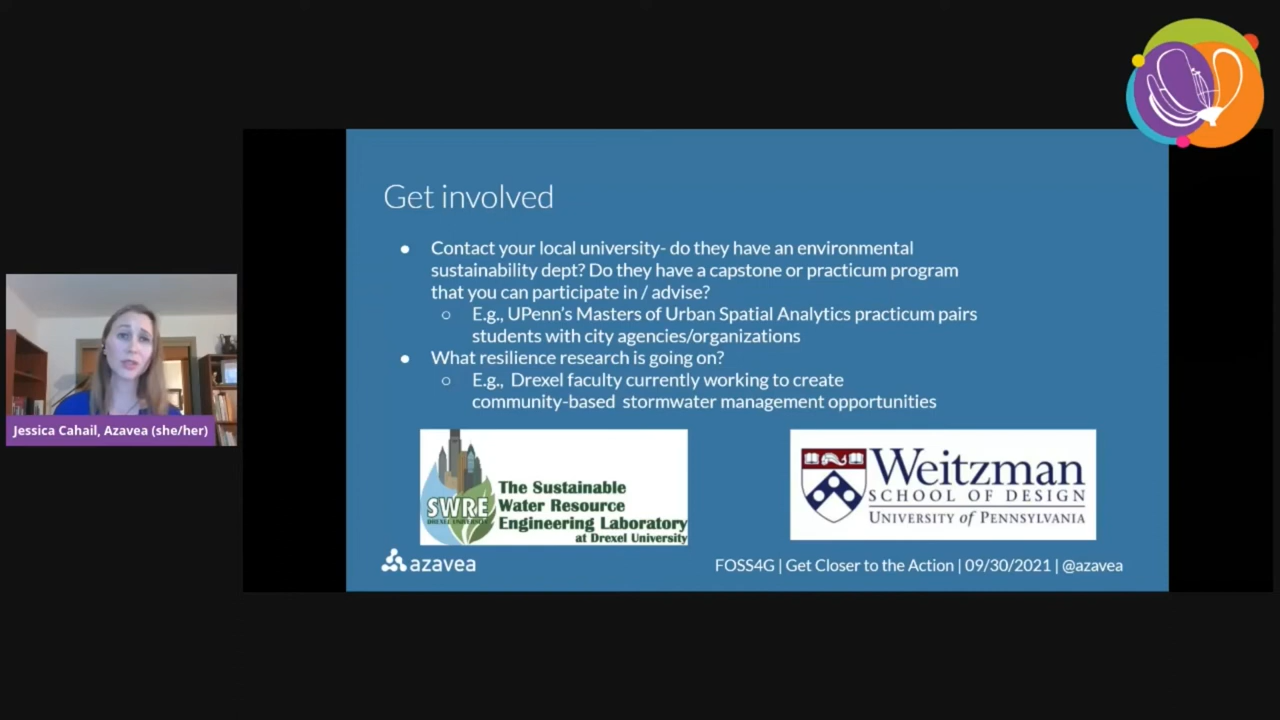 Get involved
● Contact your local university- do they have an environmental
sustainability dept? Do they have a capstone or practicum program
that you can participate in / advise?
○ E.g., UPenn's Masters of Urban Spatial Analytics practicum pairs
students with city agencies/organizations
● What resilience research is going on?
○ E.g., Drexel faculty currently working to create
community-based stormwater management opportunities
Jessica Cahail, Azavea (she/her)
SWRE
DREXEL UNIVERSITY
The Sustainable
Water Resource
Engineering Laboratory
at Drexel University
Weitzman
SCHOOL OF DESIGN
UNIVERSITY of PENNSYLVANIA
azavea
FOSS4G | Get Closer to the Action | 09/30/2021 | @azavea